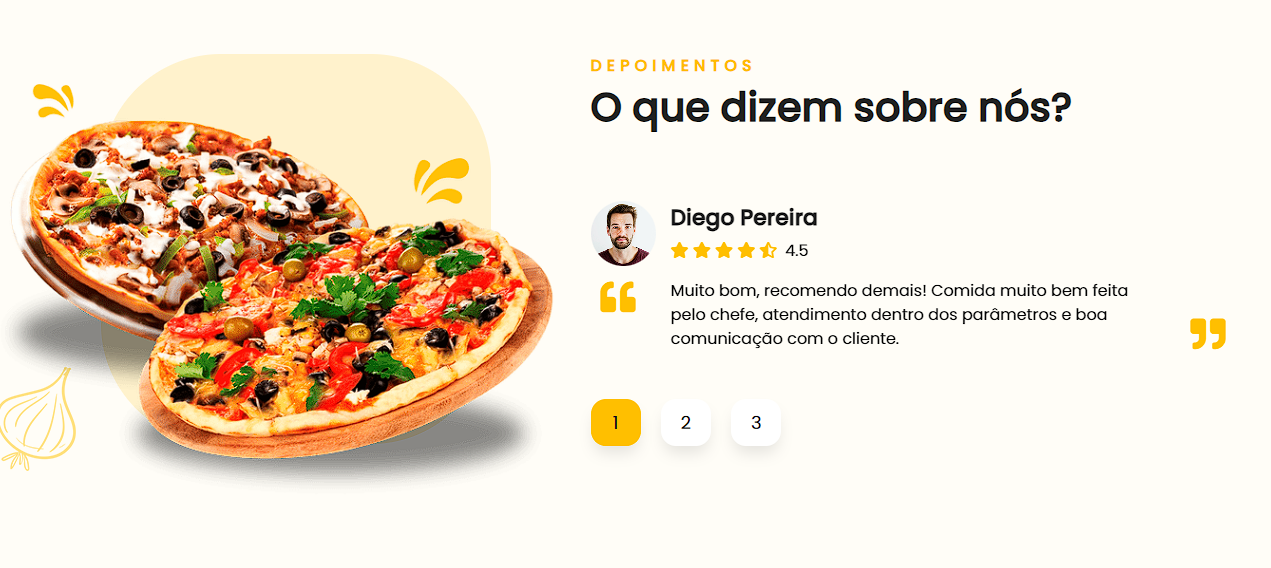 DEPOIMENTOS
O que dizem sobre nós?
Diego Pereira
4.5
Muito bom, recomendo demais! Comida muito bem feita
pelo chefe, atendimento dentro dos parâmetros e boa
comunicação com o cliente.
1 2 3